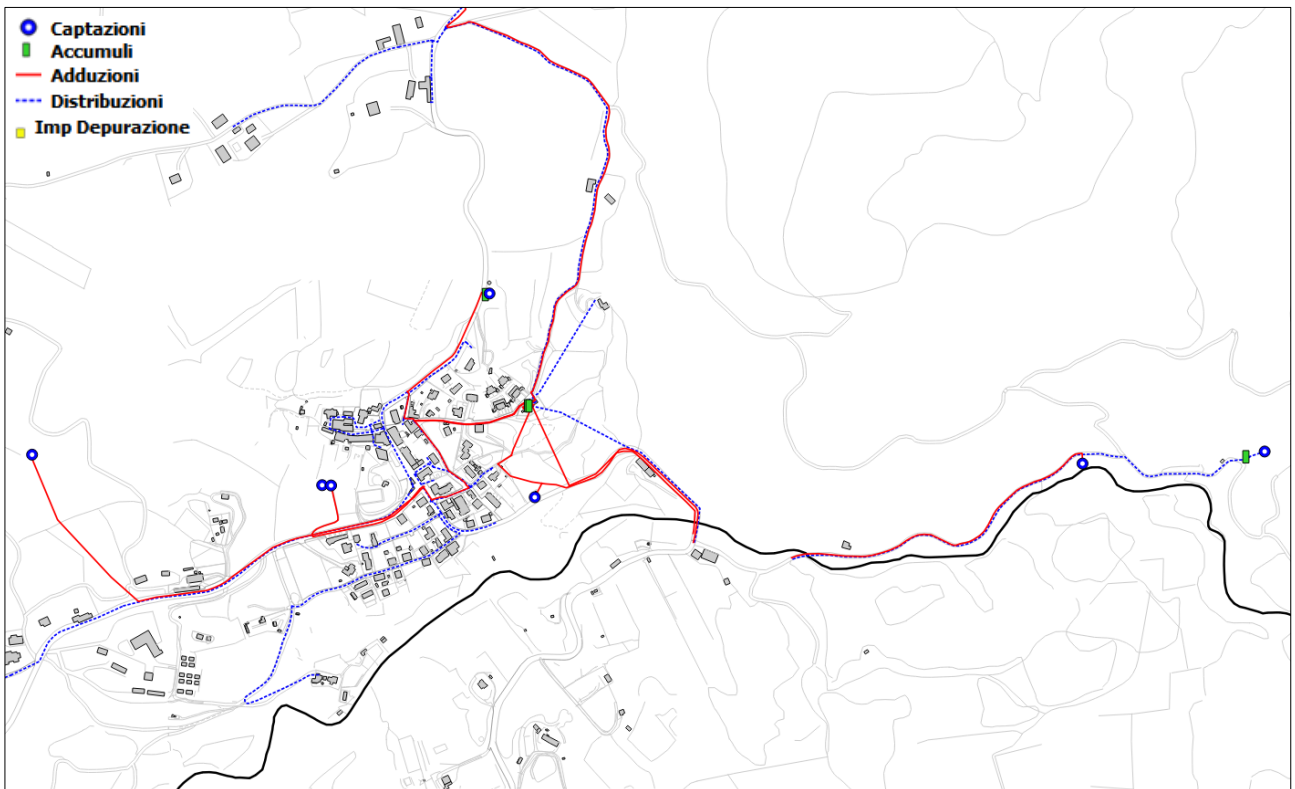 Captazioni
Accumuli
Adduzioni
Distribuzioni
Imp Depurazione